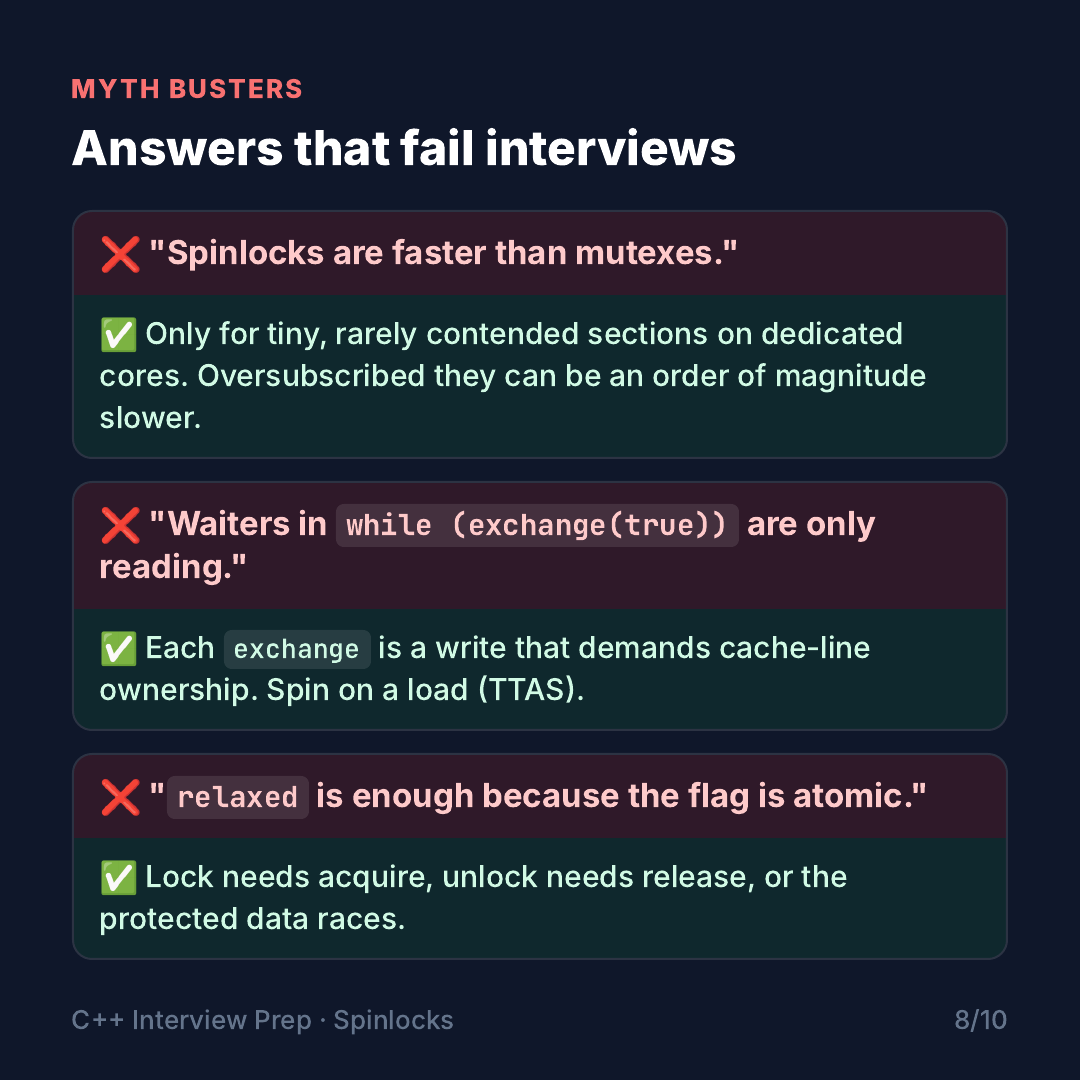 MYTH BUSTERS
Answers that fail interviews
❌ "Spinlocks are faster than mutexes."
✅ Only for tiny, rarely contended sections on dedicated
cores. Oversubscribed they can be an order of magnitude
slower.
❌ "Waiters in while (exchange(true)) are only
reading."
✅ Each exchange is a write that demands cache-line
ownership. Spin on a load (TTAS).
❌ "relaxed is enough because the flag is atomic."
✅ Lock needs acquire, unlock needs release, or the
protected data races.
C++ Interview Prep · Spinlocks
8/10